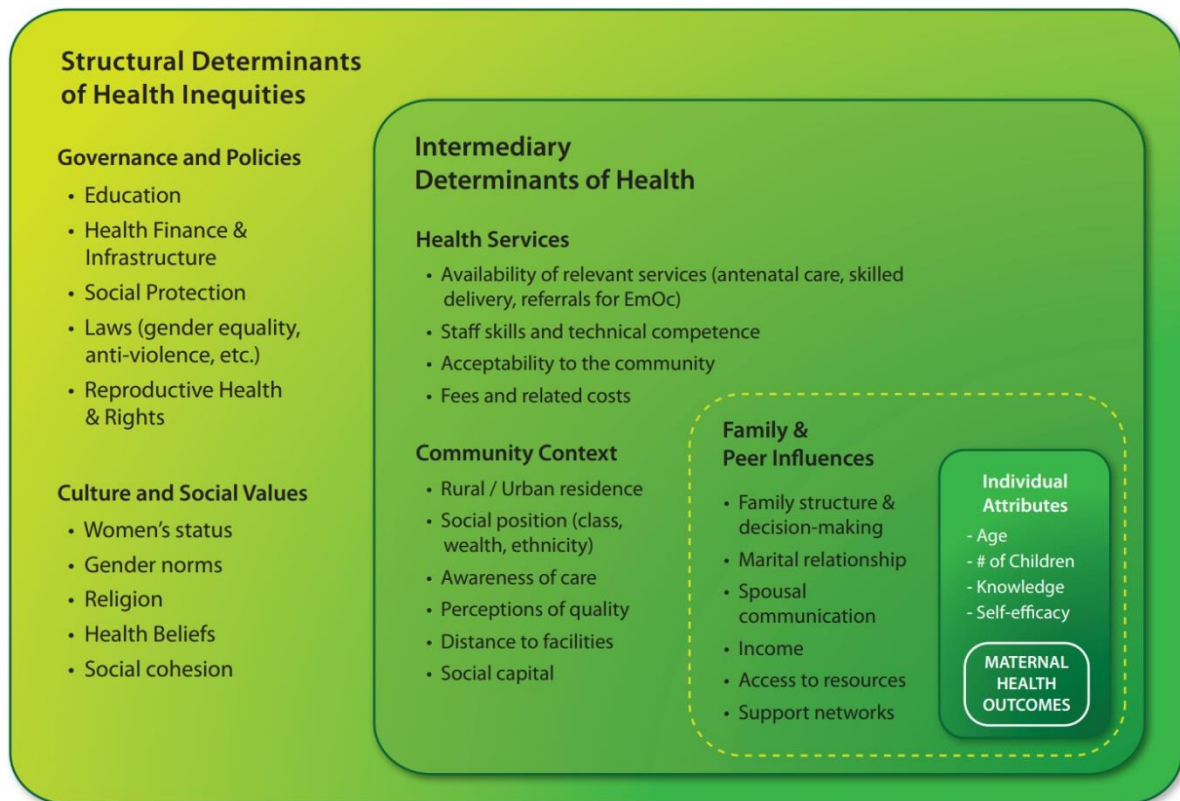 Structural Determinants
of Health Inequities
Governance and Policies
• Education
• Health Finance &
Infrastructure
• Social Protection
• Laws (gender equality,
anti-violence, etc.)
• Reproductive Health
& Rights
Culture and Social Values
• Women's status
• Gender norms
• Religion
• Health Beliefs
• Social cohesion
Intermediary
Determinants of Health
Health Services
• Availability of relevant services (antenatal care, skilled
delivery, referrals for EmOc)
• Staff skills and technical competence
• Acceptability to the community
• Fees and related costs
Community Context
• Rural / Urban residence
• Social position (class,
wealth, ethnicity)
• Awareness of care
• Perceptions of quality
• Distance to facilities
• Social capital
Family &
Peer Influences
• Family structure &
decision-making
• Marital relationship
• Spousal
communication
• Income
• Access to resources
• Support networks
Individual
Attributes
- Age
- # of Children
- Knowledge
- Self-efficacy
MATERNAL
HEALTH
OUTCOMES